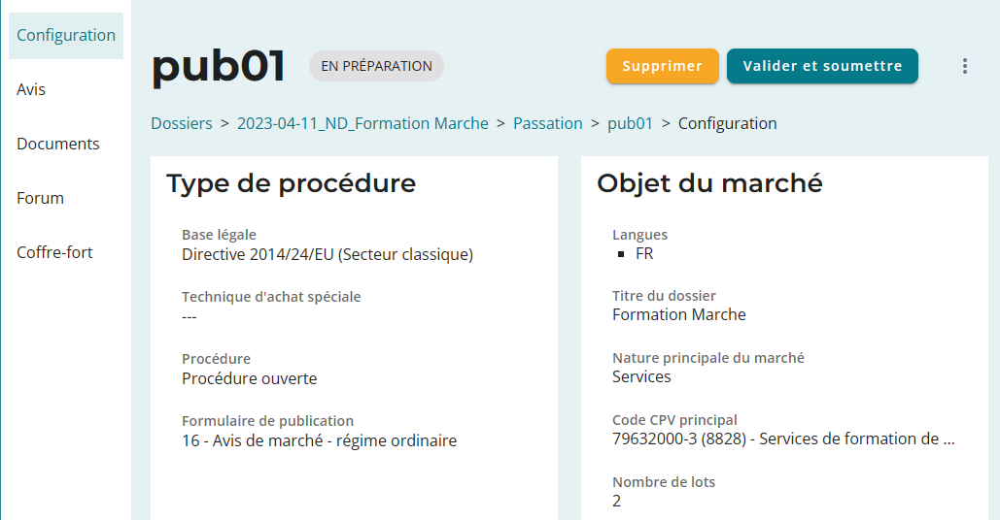 Configuration
Avis
Documents
Forum
Coffre-fort
pub01
EN PRÉPARATION
Supprimer
Valider et soumettre
Dossiers > 2023-04-11_ND_Formation Marche > Passation > pub01 > Configuration
Type de procédure
Base légale
Directive 2014/24/EU (Secteur classique)
Technique d'achat spéciale
---
Procédure
Procédure ouverte
Formulaire de publication
16 - Avis de marché - régime ordinaire
Objet du marché
Langues
▪ FR
Titre du dossier
Formation Marche
Nature principale du marché
Services
Code CPV principal
79632000-3 (8828) - Services de formation de ...
Nombre de lots
2